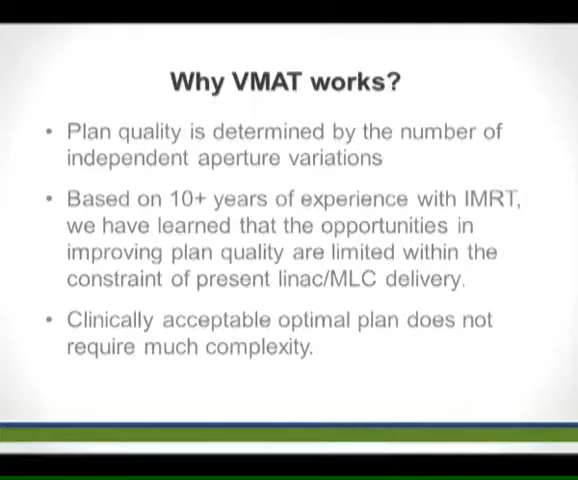 Why VMAT works?
• Plan quality is determined by the number of
independent aperture variations
• Based on 10+ years of experience with IMRT,
we have learned that the opportunities in
improving plan quality are limited within the
constraint of present linac/MLC delivery.
• Clinically acceptable optimal plan does not
require much complexity.